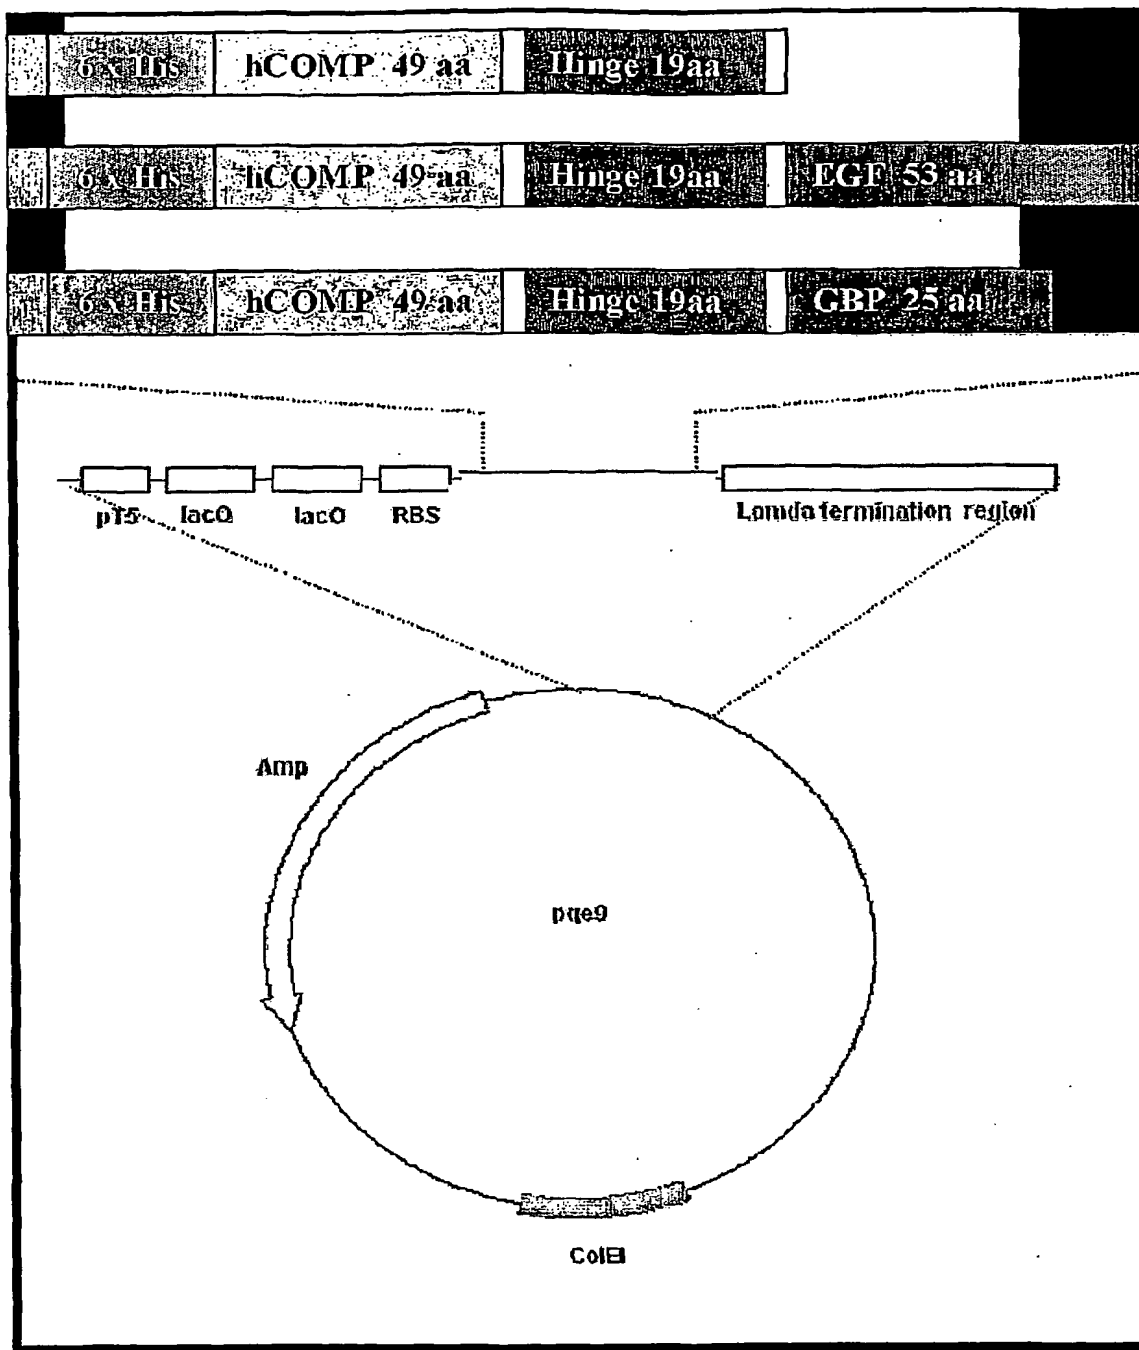 6 x His hCOMP 49 aa Hinge 19aa
6 x His hCOMP 49 aa Hinge 19aa EGF 53 aa
6 x His hCOMP 49 aa Hinge 19aa GBP 25 aa
pT5 lacO lacO RBS Lamda termination region
Amp
pqe9
ColEI